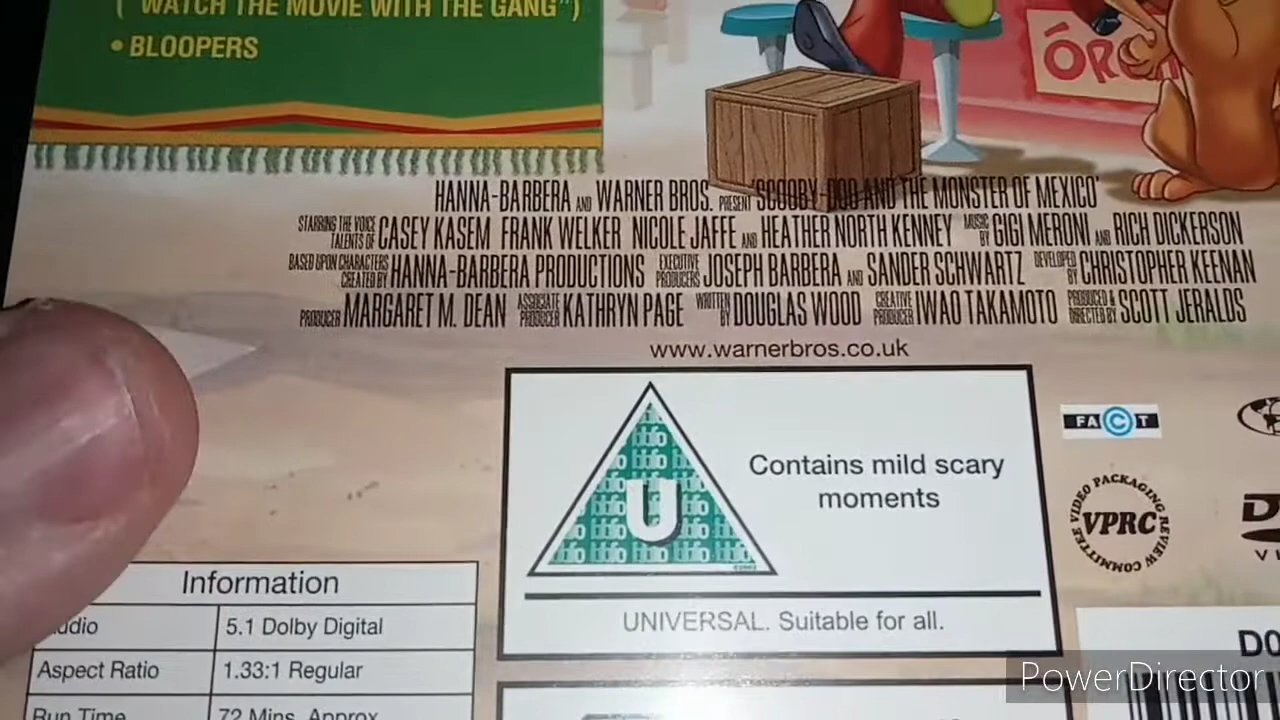 ("WATCH THE MOVIE WITH THE GANG")
• BLOOPERS
HANNA-BARBERA AND WARNER BROS. PRESENT 'SCOOBY-DOO AND THE MONSTER OF MEXICO'
STARRING THE VOICE TALENTS OF CASEY KASEM FRANK WELKER NICOLE JAFFE AND HEATHER NORTH KENNEY MUSIC BY GIGI MERONI AND RICH DICKERSON
BASED UPON CHARACTERS CREATED BY HANNA-BARBERA PRODUCTIONS EXECUTIVE PRODUCERS JOSEPH BARBERA AND SANDER SCHWARTZ DEVELOPED BY CHRISTOPHER KEENAN
PRODUCER MARGARET M. DEAN ASSOCIATE PRODUCER KATHRYN PAGE WRITTEN BY DOUGLAS WOOD CREATIVE PRODUCER IWAO TAKAMOTO PRODUCED & DIRECTED BY SCOTT JERALDS
www.warnerbros.co.uk
U
Contains mild scary
moments
UNIVERSAL. Suitable for all.
FACT
VIDEO PACKAGING REVIEW COMMITTEE
VPRC
Information
5.1 Dolby Digital
Aspect Ratio 1.33:1 Regular
Run Time 72 Mins. Approx
PowerDirector